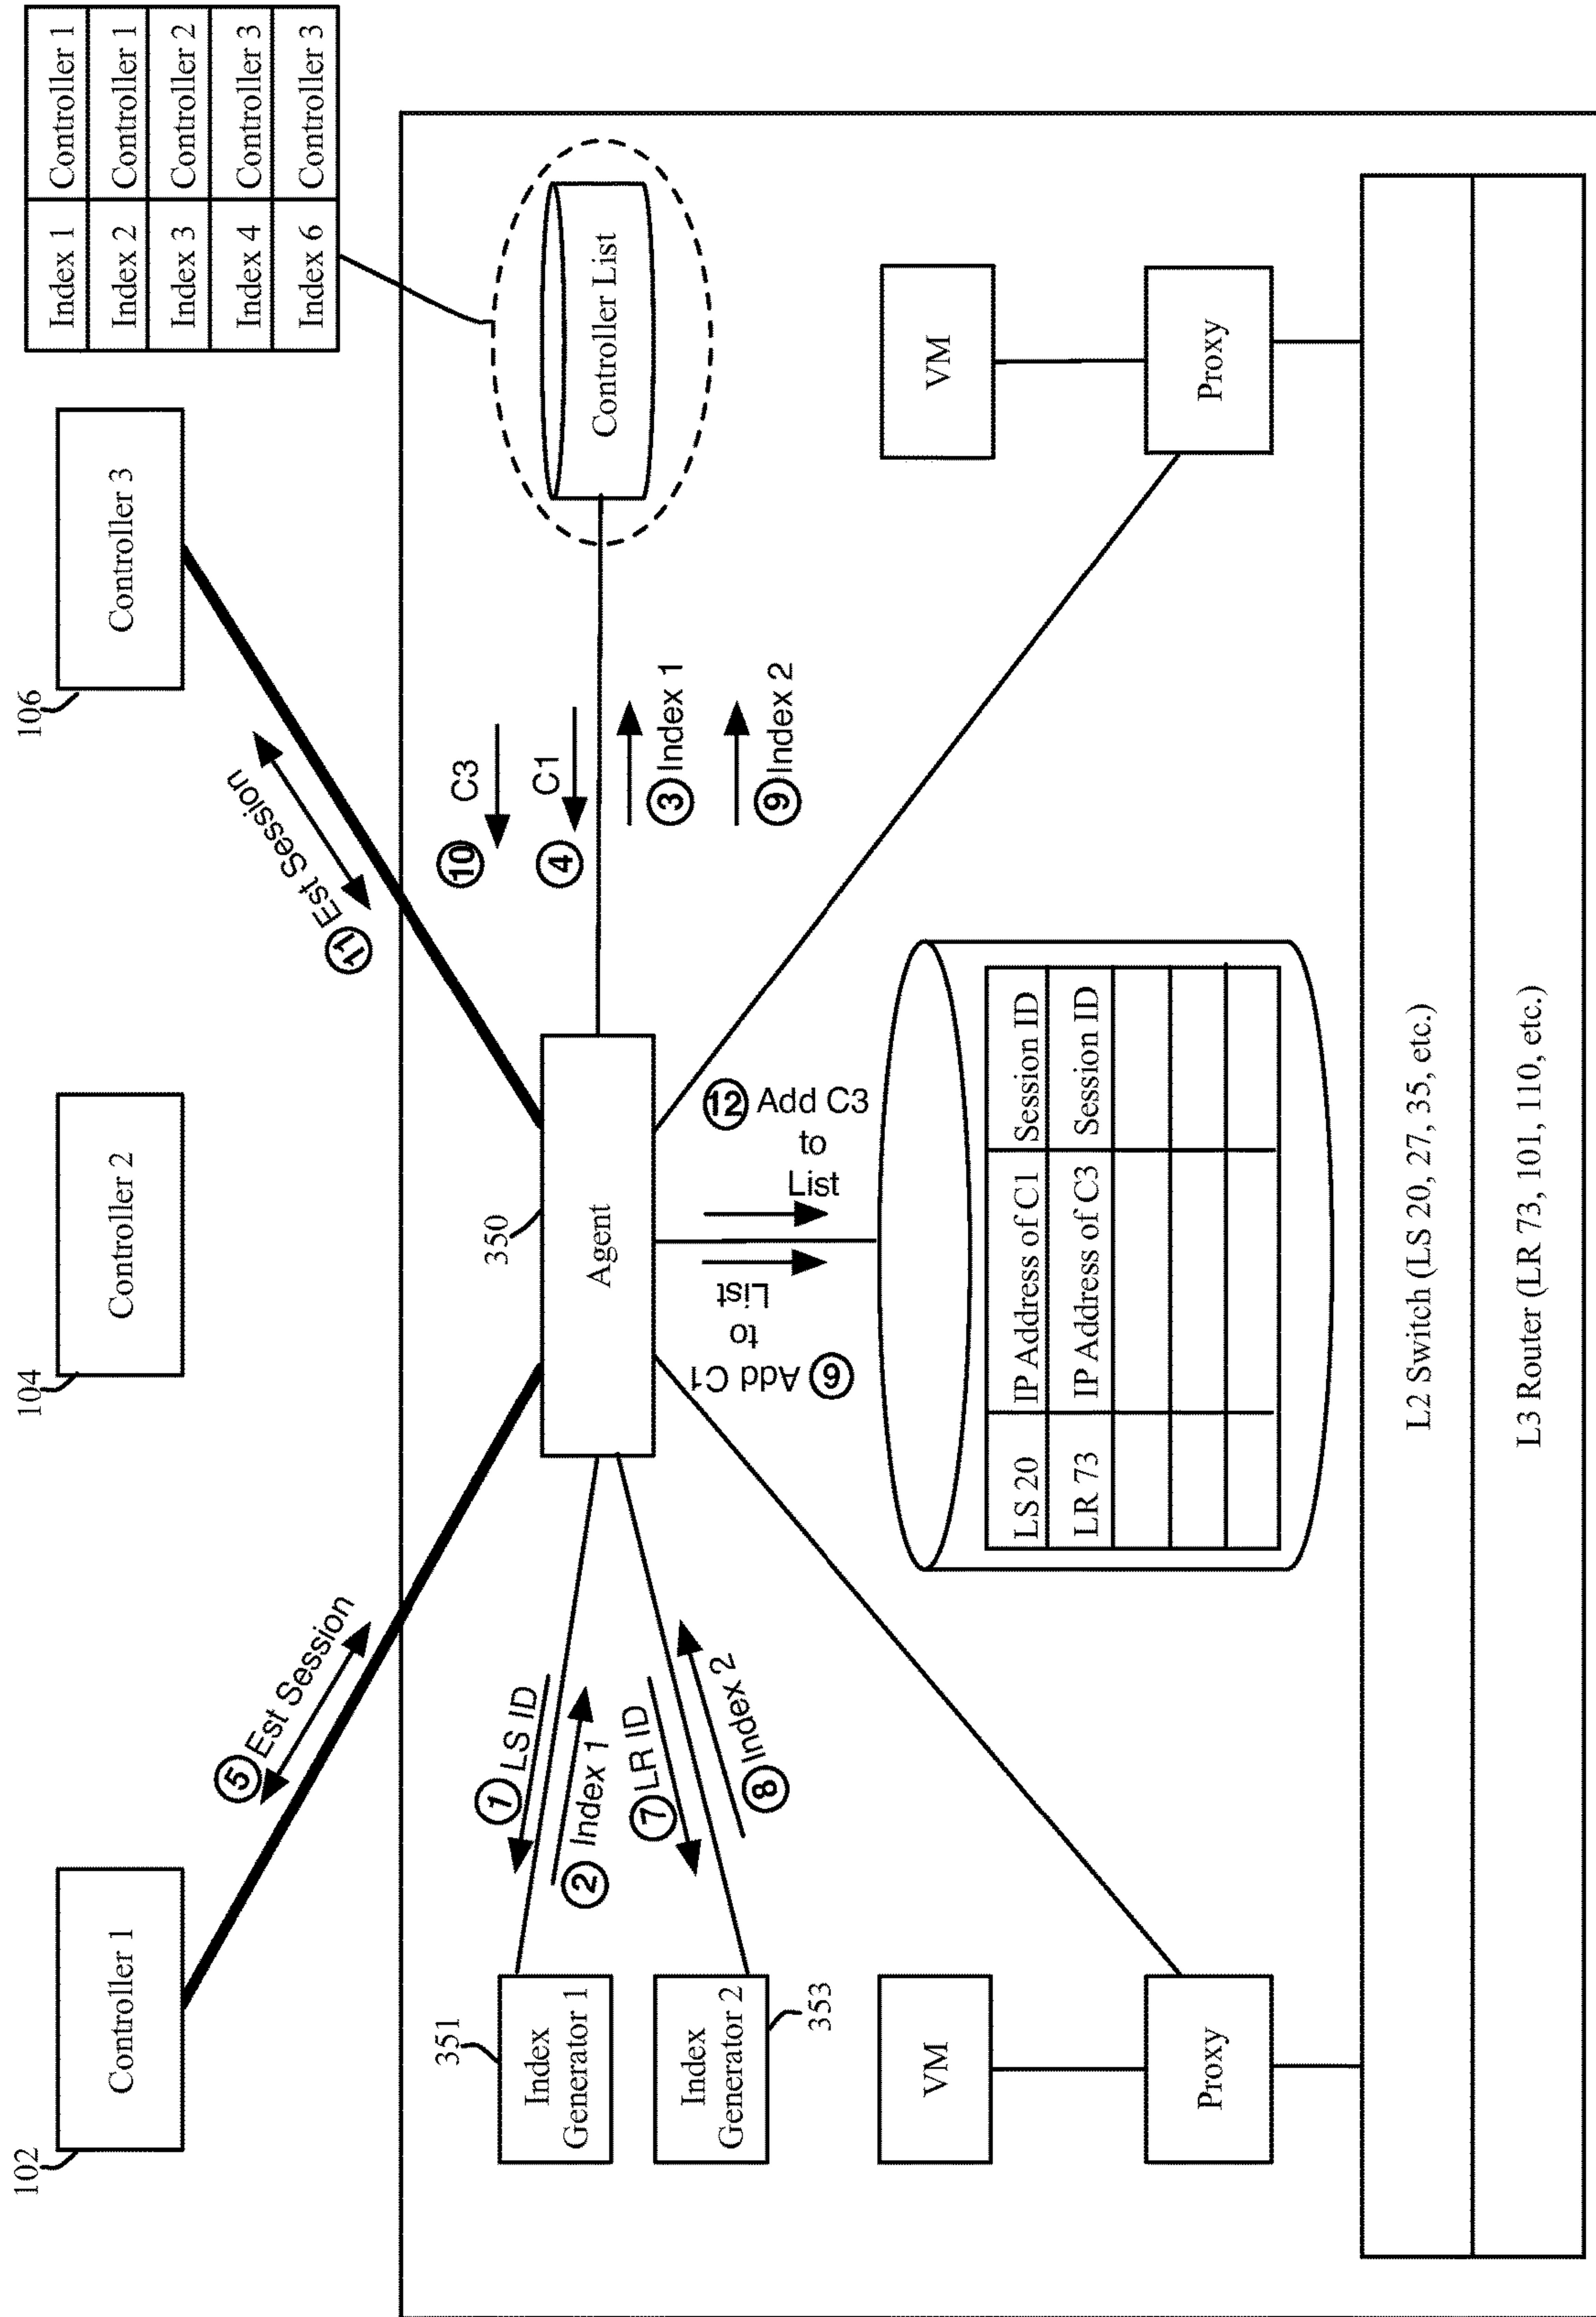 102
Controller 1
104
Controller 2
106
Controller 3
Index 1 Controller 1
Index 2 Controller 1
Index 3 Controller 2
Index 4 Controller 3
Index 6 Controller 3
5 Est Session
11 Est Session
351
Index
Generator 1
Index
Generator 2
353
1 LS ID
2 Index 1
7 LR ID
8 Index 2
350
Agent
10 C3
4 C1
3 Index 1
9 Index 2
Controller List
6 Add C1
to
List
12 Add C3
to
List
LS 20 IP Address of C1 Session ID
LR 73 IP Address of C3 Session ID
VM
Proxy
VM
Proxy
L2 Switch (LS 20, 27, 35, etc.)
L3 Router (LR 73, 101, 110, etc.)